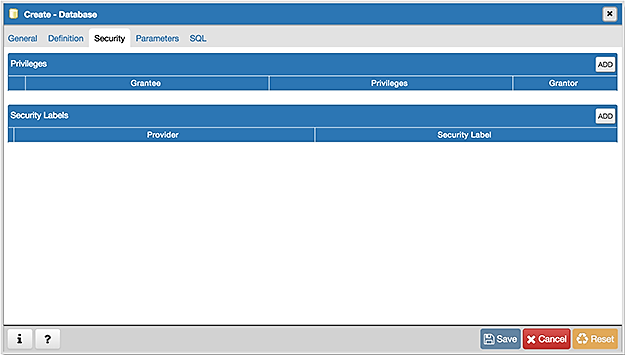 Create - Database
General Definition Security Parameters SQL
Privileges ADD
Grantee Privileges Grantor
Security Labels ADD
Provider Security Label
i ? Save Cancel Reset